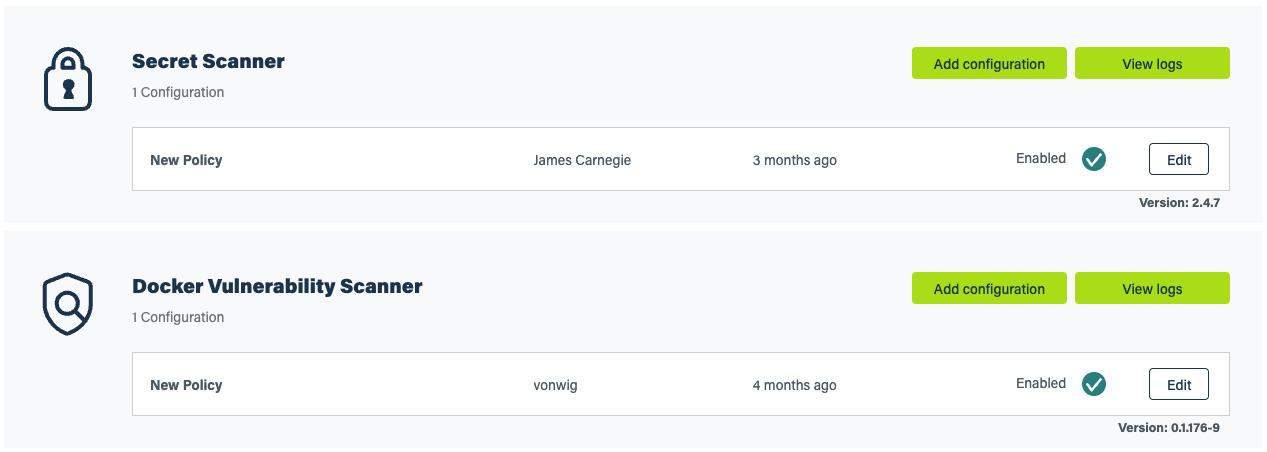 Secret Scanner
Add configuration
View logs
1 Configuration
New Policy James Carnegie 3 months ago Enabled Edit
Version: 2.4.7
Docker Vulnerability Scanner
Add configuration
View logs
1 Configuration
New Policy vonwig 4 months ago Enabled Edit
Version: 0.1.176-9